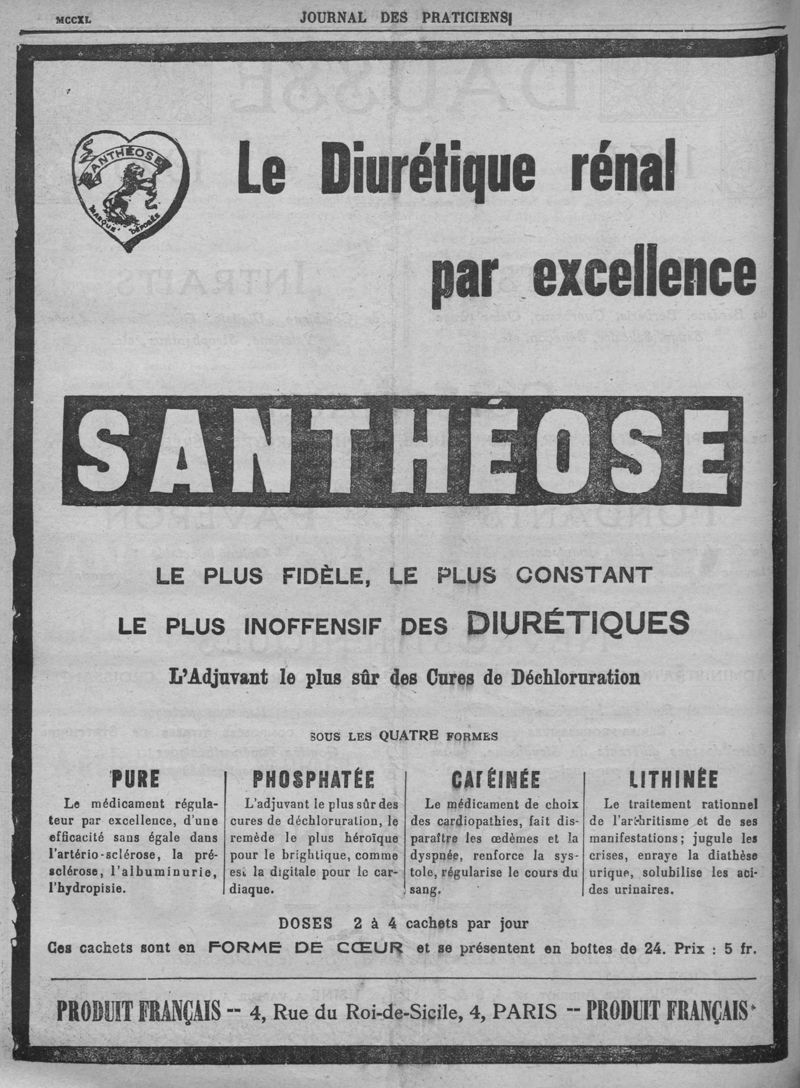 MCCXL
JOURNAL DES PRATICIENS
SANTHÉOSE
MARQUE DÉPOSÉE
Le Diurétique rénal
par excellence
SANTHÉOSE
LE PLUS FIDÈLE, LE PLUS CONSTANT
LE PLUS INOFFENSIF DES DIURÉTIQUES
L'Adjuvant le plus sûr des Cures de Déchloruration
SOUS LES QUATRE FORMES
PURE
Le médicament régula-
teur par excellence, d'une
efficacité sans égale dans
l'artério-sclérose, la pré-
sclérose, l'albuminurie,
l'hydropisie.
PHOSPHATÉE
L'adjuvant le plus sûr des
cures de déchloruration, le
remède le plus héroïque
pour le brightique, comme
est la digitale pour le car-
diaque.
CAFÉINÉE
Le médicament de choix
des cardiopathies, fait dis-
paraître les œdèmes et la
dyspnée, renforce la sys-
tole, régularise le cours du
sang.
LITHINÉE
Le traitement rationnel
de l'arthritisme et de ses
manifestations; jugule les
crises, enraye la diathèse
urique, solubilise les aci-
des urinaires.
DOSES 2 à 4 cachets par jour
Ces cachets sont en FORME DE CŒUR et se présentent en boîtes de 24. Prix : 5 fr.
PRODUIT FRANÇAIS -- 4, Rue du Roi-de-Sicile, 4, PARIS -- PRODUIT FRANÇAIS